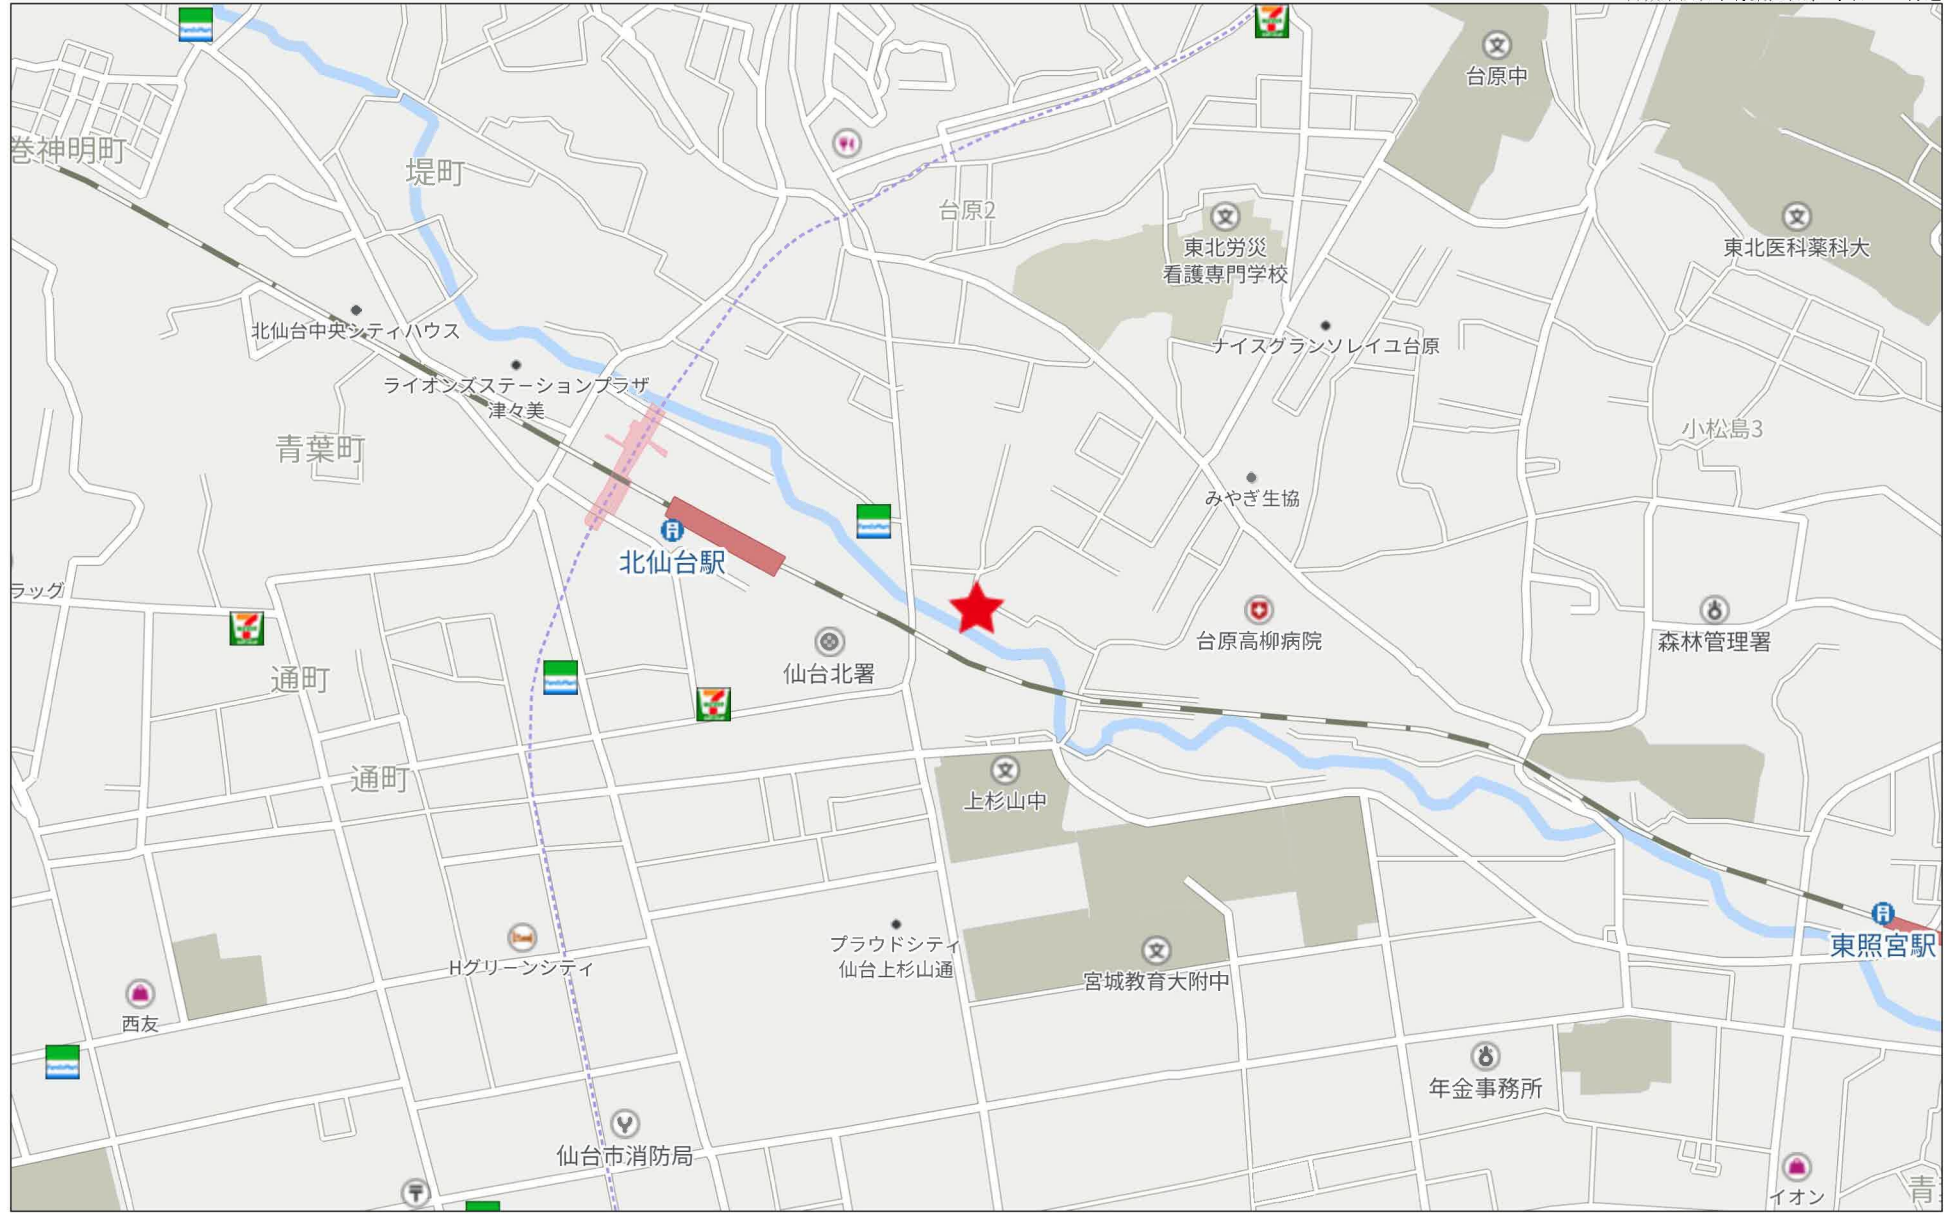 台原中
巻神明町
堤町
台原2
東北労災
看護専門学校
東北医科薬科大
北仙台中央シティハウス
ナイスグランソレイユ台原
ライオンズステーションプラザ
津々美
小松島3
青葉町
みやぎ生協
北仙台駅
ラッグ
台原高柳病院
森林管理署
仙台北署
通町
通町
上杉山中
プラウドシティ
仙台上杉山通
東照宮駅
Hグリーンシティ
宮城教育大附中
西友
年金事務所
仙台市消防局
イオン
青